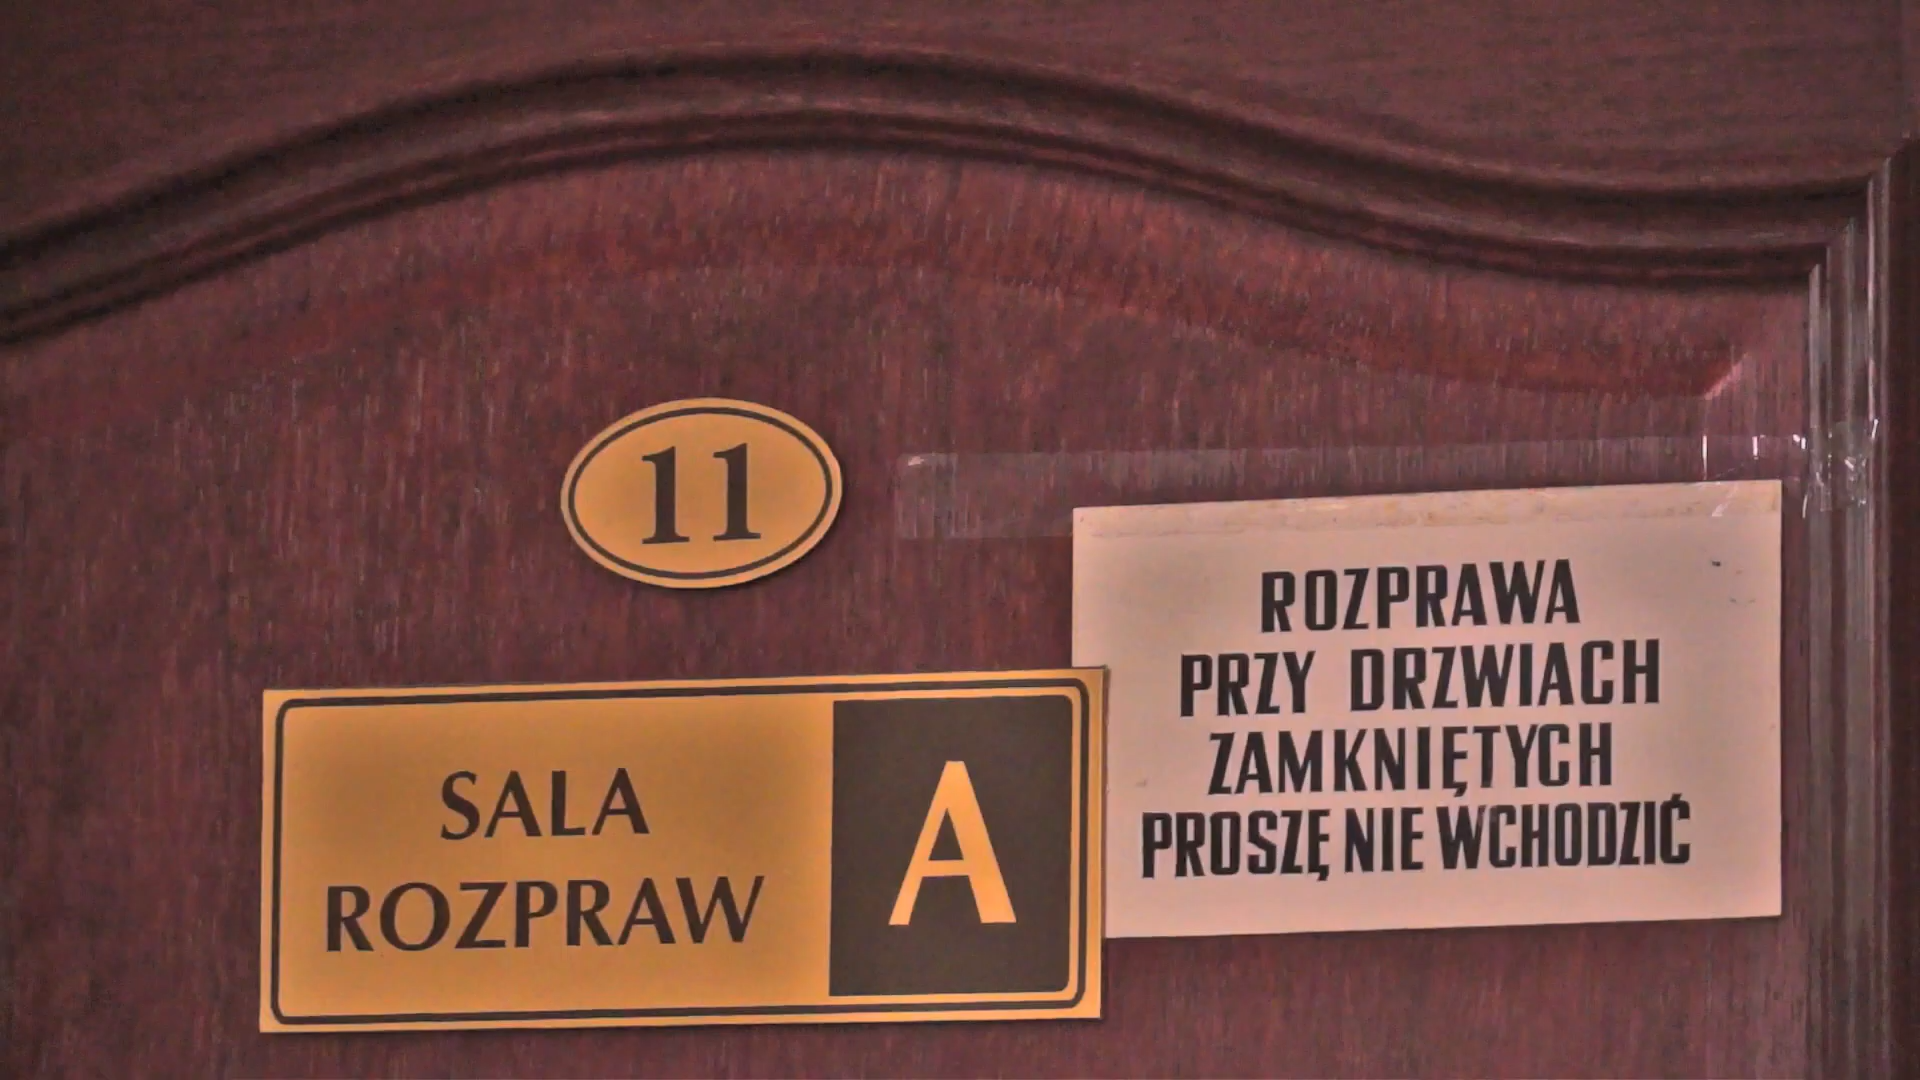 11
SALA
ROZPRAW
A
ROZPRAWA
PRZY DRZWIACH
ZAMKNIĘTYCH
PROSZĘ NIE WCHODZIĆ